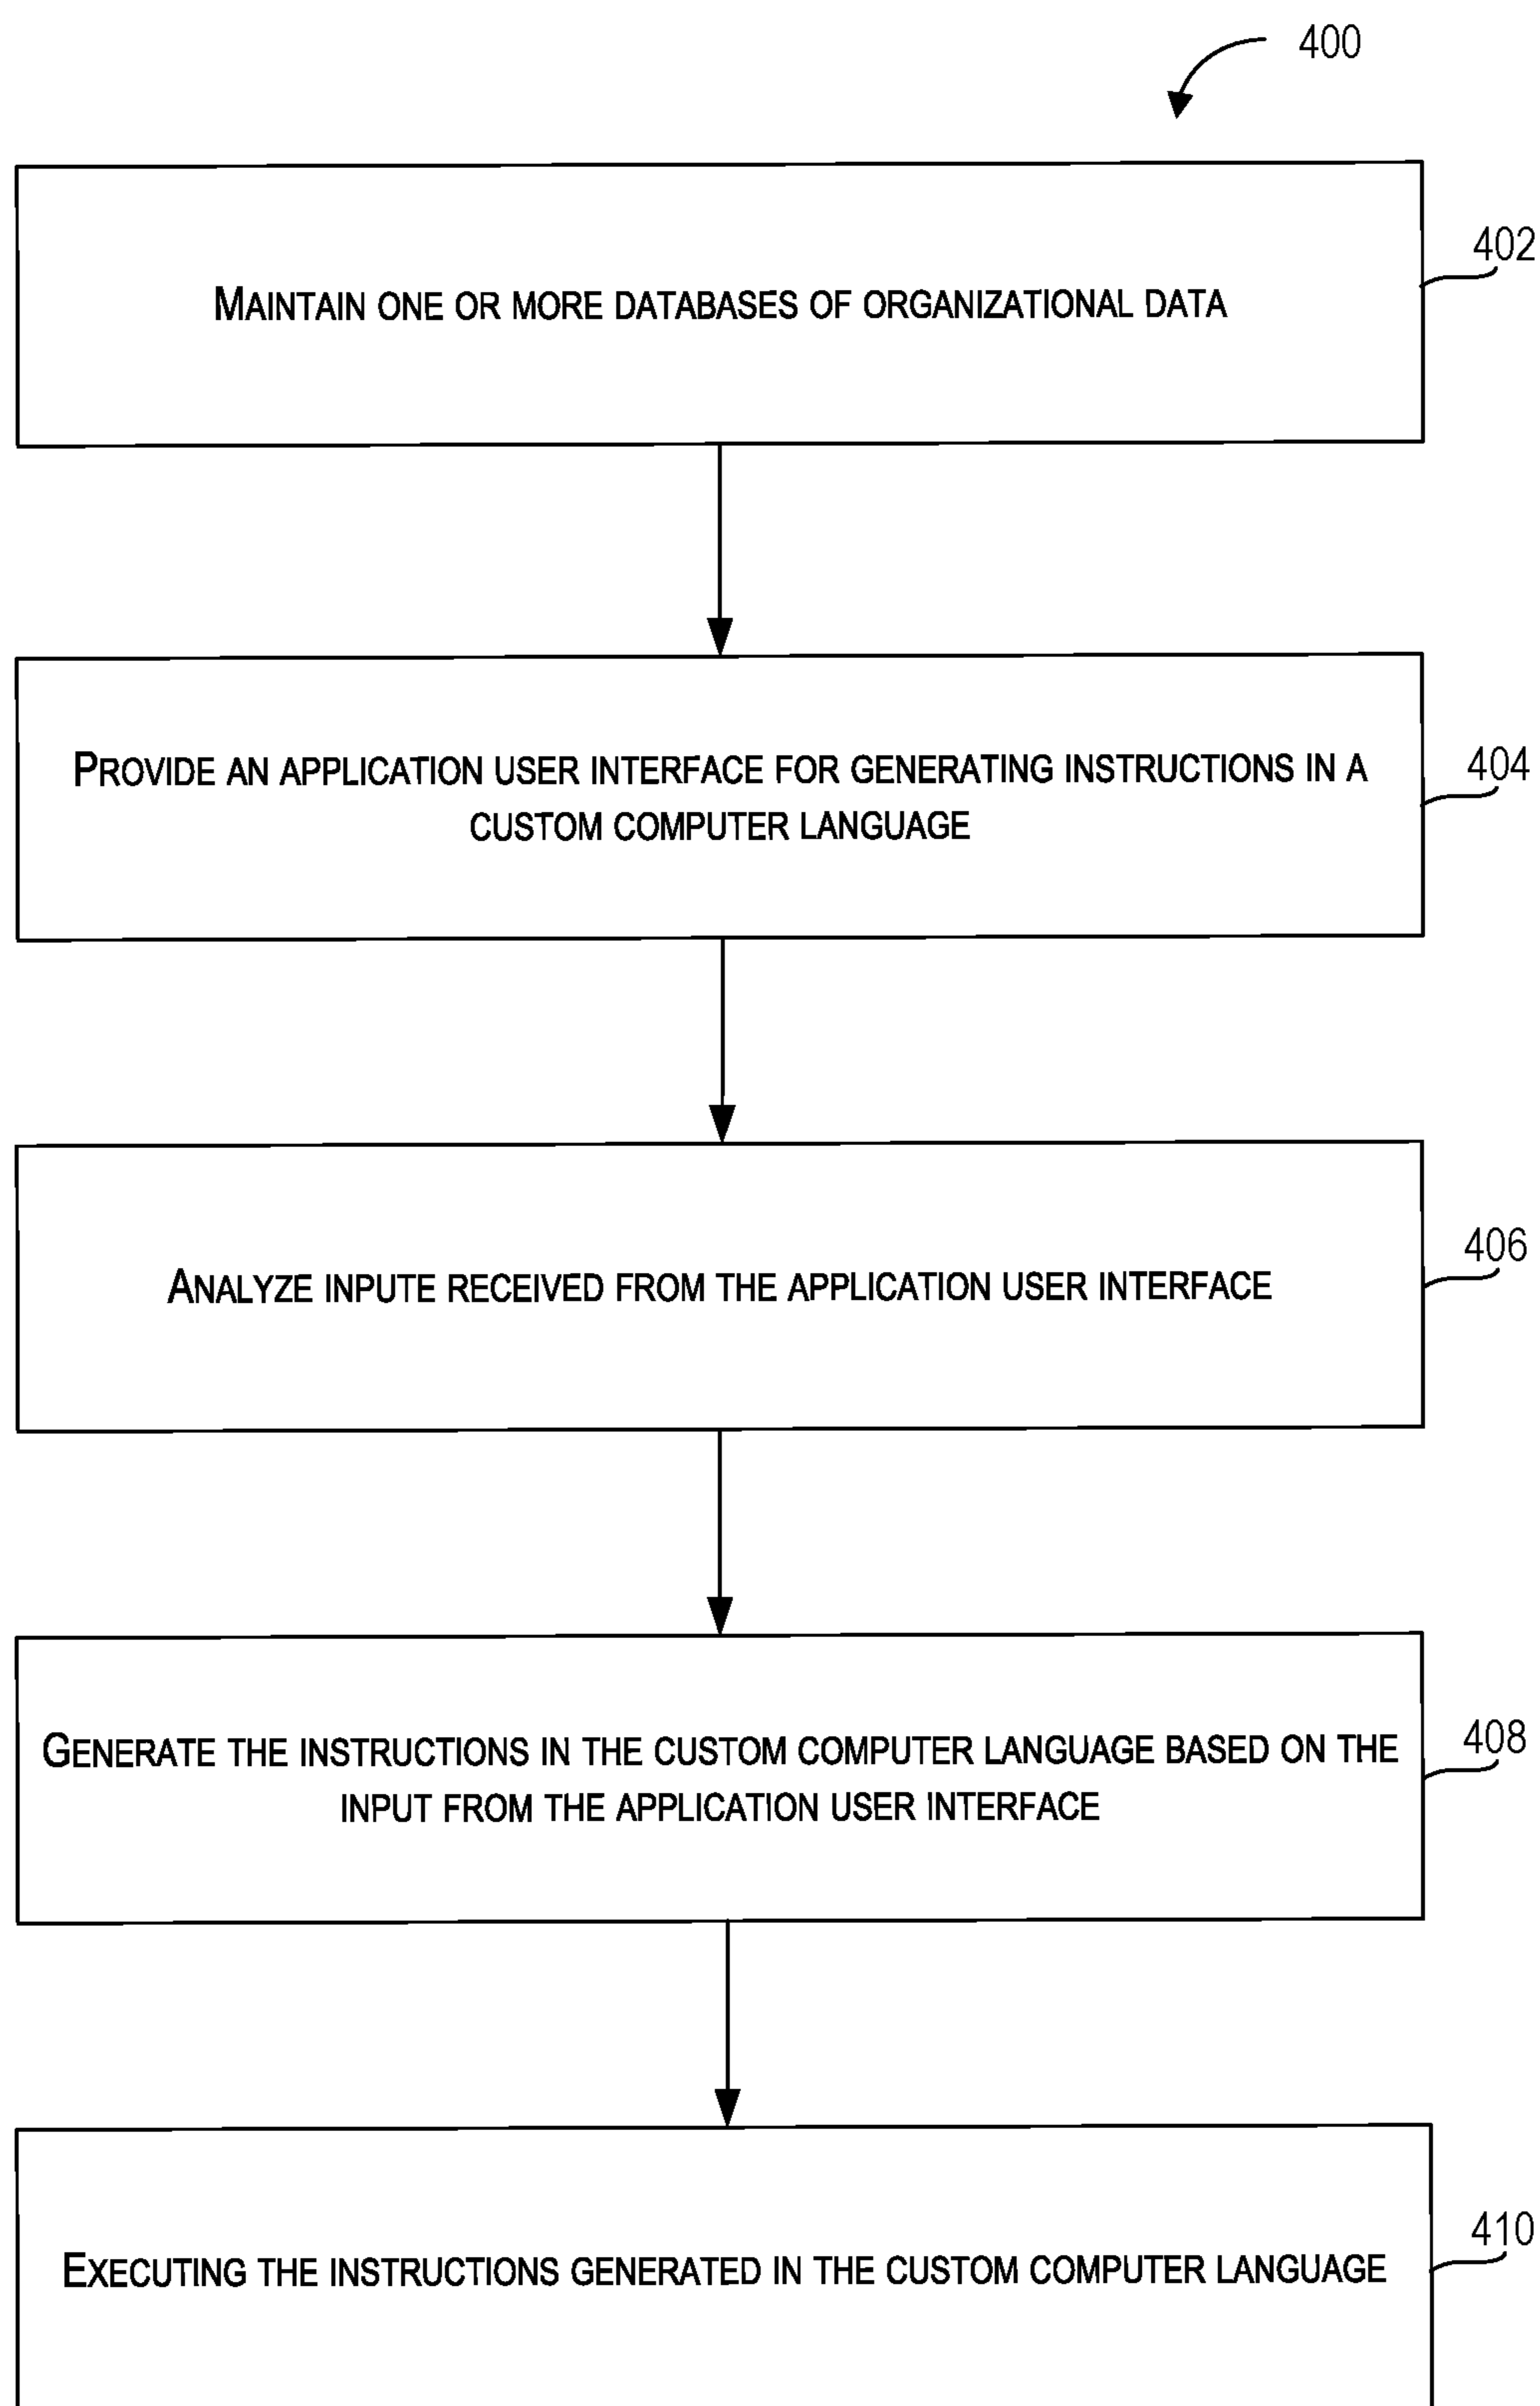 400
402
MAINTAIN ONE OR MORE DATABASES OF ORGANIZATIONAL DATA
404
PROVIDE AN APPLICATION USER INTERFACE FOR GENERATING INSTRUCTIONS IN A
CUSTOM COMPUTER LANGUAGE
406
ANALYZE INPUTE RECEIVED FROM THE APPLICATION USER INTERFACE
408
GENERATE THE INSTRUCTIONS IN THE CUSTOM COMPUTER LANGUAGE BASED ON THE
INPUT FROM THE APPLICATION USER INTERFACE
410
EXECUTING THE INSTRUCTIONS GENERATED IN THE CUSTOM COMPUTER LANGUAGE